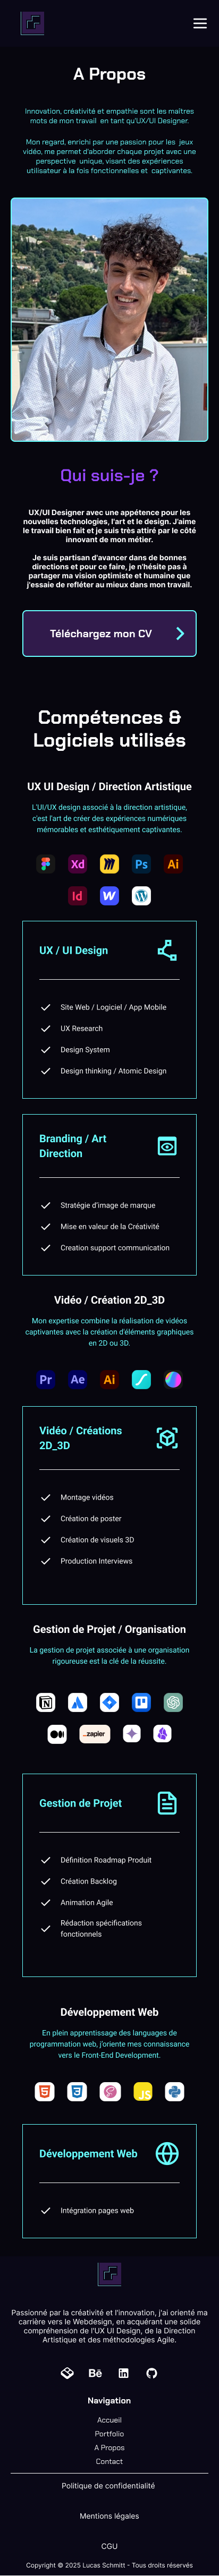 A Propos
Innovation, créativité et empathie sont les maîtres
mots de mon travail en tant qu'UX/UI Designer.
Mon regard, enrichi par une passion pour les jeux
vidéo, me permet d'aborder chaque projet avec une
perspective unique, visant des expériences
utilisateur à la fois fonctionnelles et captivantes.
Qui suis-je ?
UX/UI Designer avec une appétence pour les
nouvelles technologies, l'art et le design. J'aime
le travail bien fait et je suis très attiré par le côté
innovant de mon métier.
Je suis partisan d'avancer dans de bonnes
directions et pour ce faire, je n'hésite pas à
partager ma vision optimiste et humaine que
j'essaie de refléter au mieux dans mon travail.
Téléchargez mon CV
Compétences &
Logiciels utilisés
UX UI Design / Direction Artistique
L'UI/UX design associé à la direction artistique,
c'est l'art de créer des expériences numériques
mémorables et esthétiquement captivantes.
Xd Ps Ai
Id W
UX / UI Design
Site Web / Logiciel / App Mobile
UX Research
Design System
Design thinking / Atomic Design
Branding / Art
Direction
Stratégie d'image de marque
Mise en valeur de la Créativité
Creation support communication
Vidéo / Création 2D_3D
Mon expertise combine la réalisation de vidéos
captivantes avec la création d'éléments graphiques
en 2D ou 3D.
Pr Ae Ai
Vidéo / Créations
2D_3D
Montage vidéos
Création de poster
Création de visuels 3D
Production Interviews
Gestion de Projet / Organisation
La gestion de projet associée à une organisation
rigoureuse est la clé de la réussite.
zapier
Gestion de Projet
Définition Roadmap Produit
Création Backlog
Animation Agile
Rédaction spécifications
fonctionnels
Développement Web
En plein apprentissage des langages de
programmation web, j'oriente mes connaissance
vers le Front-End Development.
JS
Développement Web
Intégration pages web
Passionné par la créativité et l'innovation, j'ai orienté ma
carrière vers le Webdesign, en acquérant une solides
compréhension de l'UX UI Design, de la Direction
Artistique et des méthodologies Agile.
Bē
Navigation
Accueil
Portfolio
A Propos
Contact
Politique de confidentialité
Mentions légales
CGU
Copyright © 2025 Lucas Schmitt - Tous droits réservés